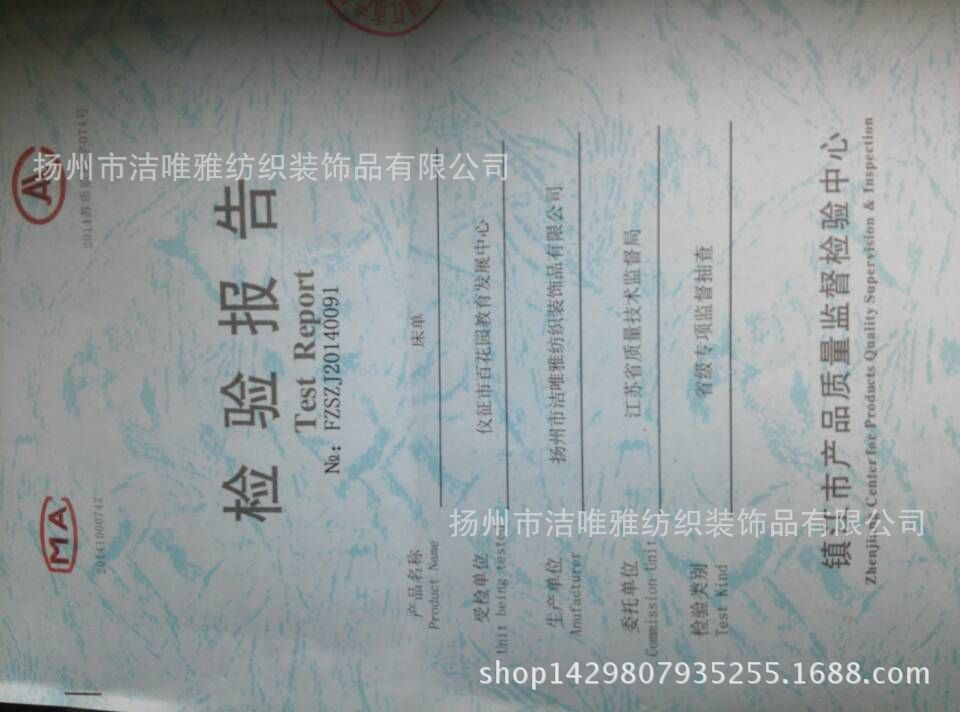 MA
A
2014100074Z
检验报告
Test Report
№: FZSZJ20140091
产品名称 床单
Product Name
受检单位 仪征市百花园教育发展中心
Unit being tested
生产单位 扬州市洁唯雅纺织装饰品有限公司
Anufacturer
委托单位 江苏省质量技术监督局
Commission Unit
检验类别 省级专项监督抽查
Test Kind
镇江市产品质量监督检验中心
Zhenjiang Center for Products Quality Supervision & Inspection
扬州市洁唯雅纺织装饰品有限公司
扬州市洁唯雅纺织装饰品有限公司
shop1429807935255.1688.com